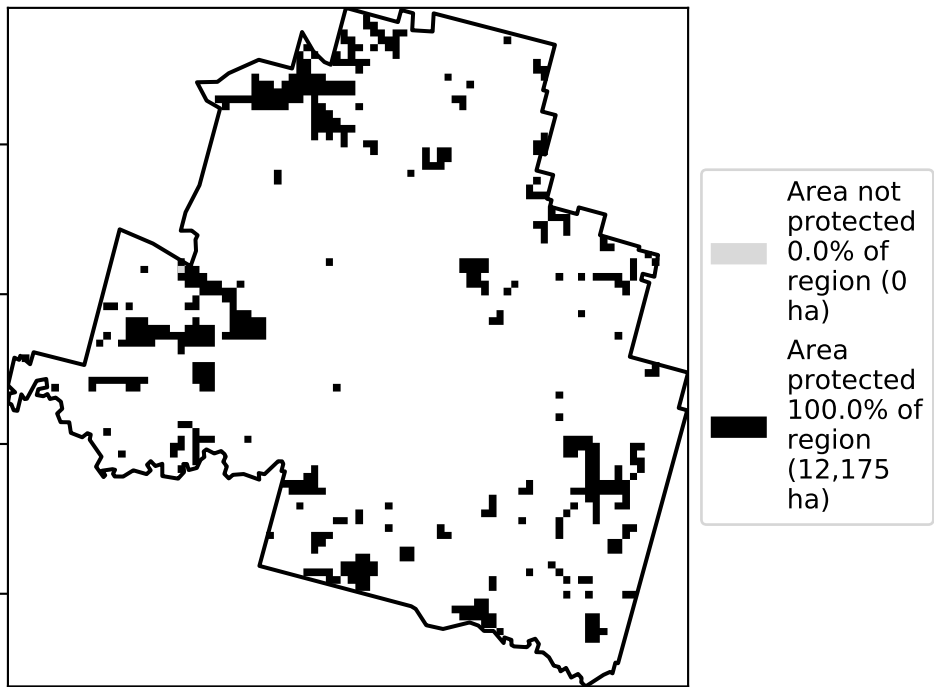 Area not
protected
0.0% of
region (0
ha)
Area
protected
100.0% of
region
(12,175
ha)